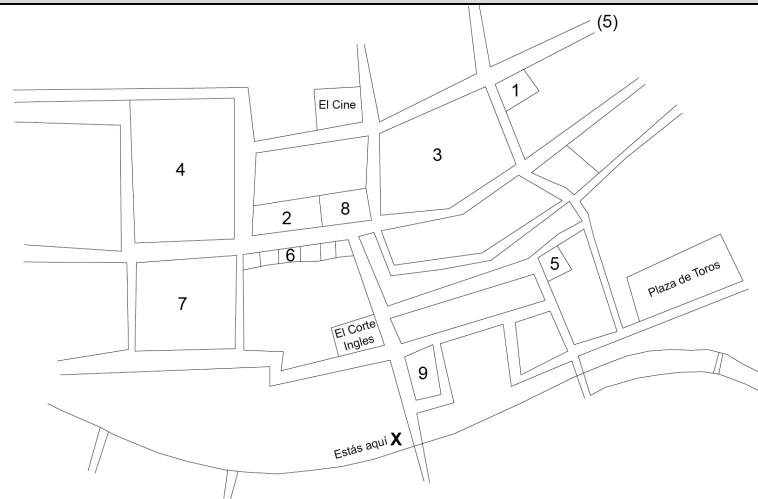 (5)
1
El Cine
3
4
2
8
6
5
Plaza de Toros
7
El Corte
Ingles
9
Estás aquí X